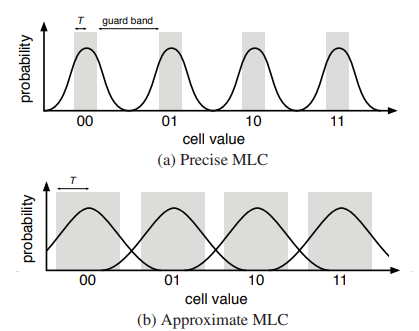 T
guard band
probability
00 01 10 11
cell value
(a) Precise MLC
T
probability
00 01 10 11
cell value
(b) Approximate MLC